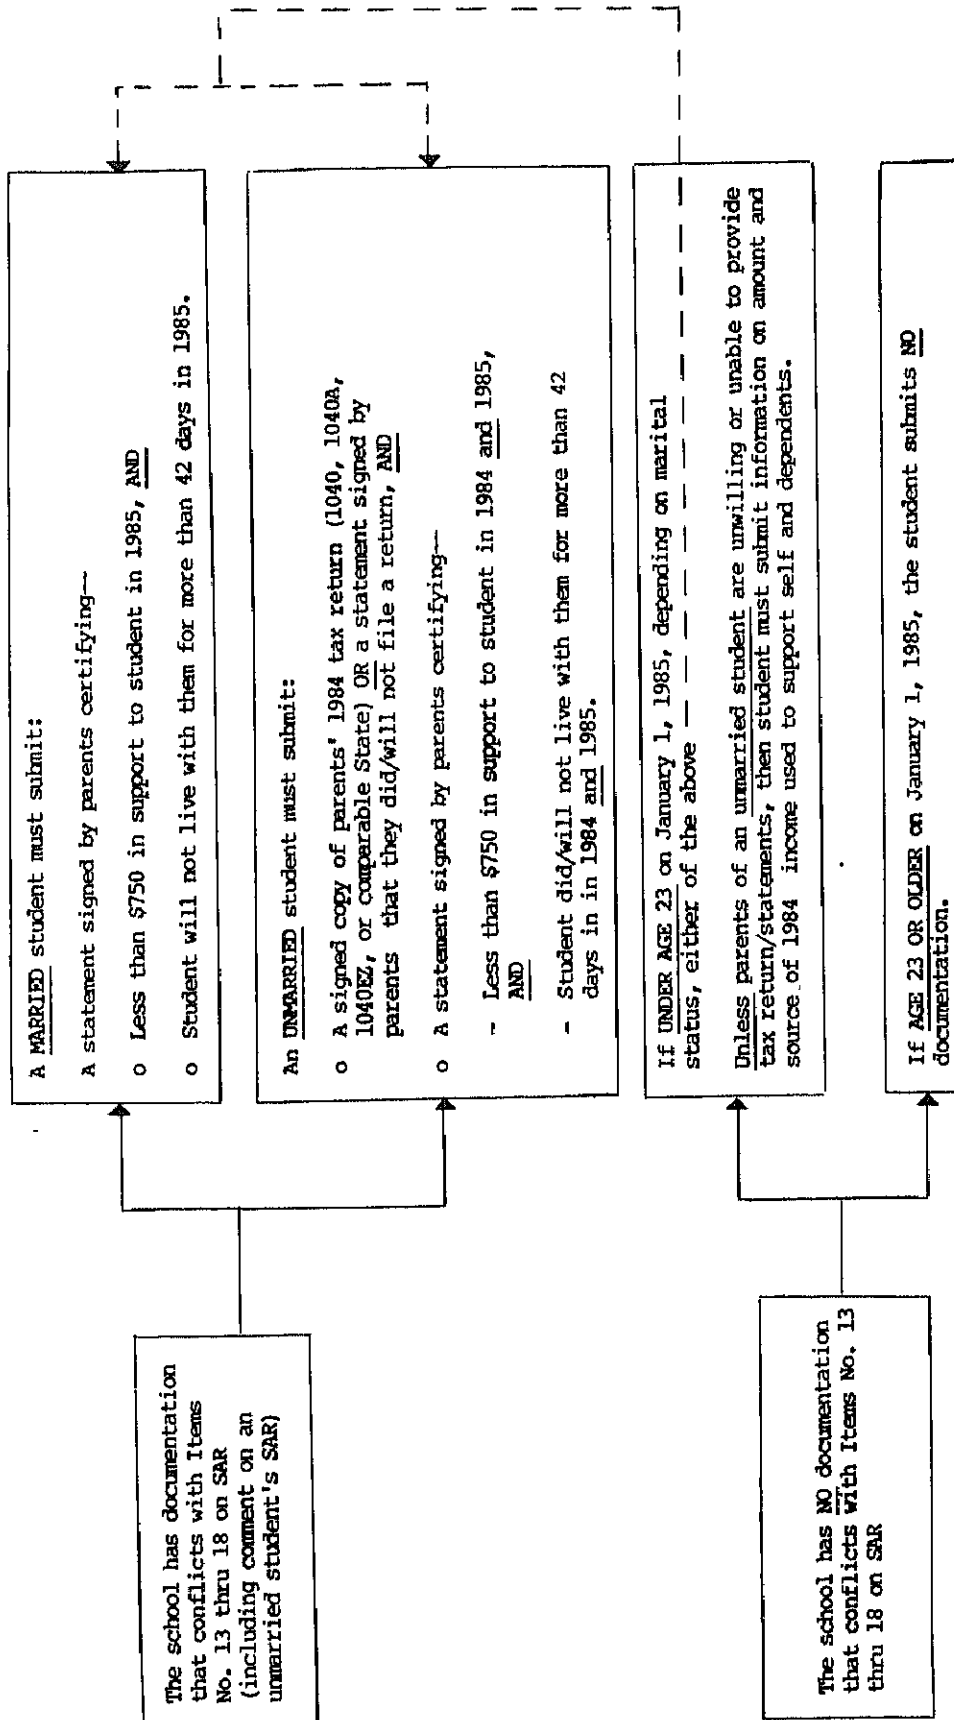 The school has documentation
that conflicts with Items
No. 13 thru 18 on SAR
(including comment on an
unmarried student's SAR)
A MARRIED student must submit:
A statement signed by parents certifying—
o Less than $750 in support to student in 1985, AND
o Student will not live with them for more than 42 days in 1985.
An UNMARRIED student must submit:
o A signed copy of parents' 1984 tax return (1040, 1040A,
1040EZ, or comparable State) OR a statement signed by
parents that they did/will not file a return, AND
o A statement signed by parents certifying—
- Less than $750 in support to student in 1984 and 1985,
AND
- Student did/will not live with them for more than 42
days in in 1984 and 1985.
The school has NO documentation
that conflicts with Items No. 13
thru 18 on SAR
If UNDER AGE 23 on January 1, 1985, depending on marital
status, either of the above
Unless parents of an unmarried student are unwilling or unable to provide
tax return/statements, then student must submit information on amount and
source of 1984 income used to support self and dependents.
If AGE 23 OR OLDER on January 1, 1985, the student submits NO
documentation.